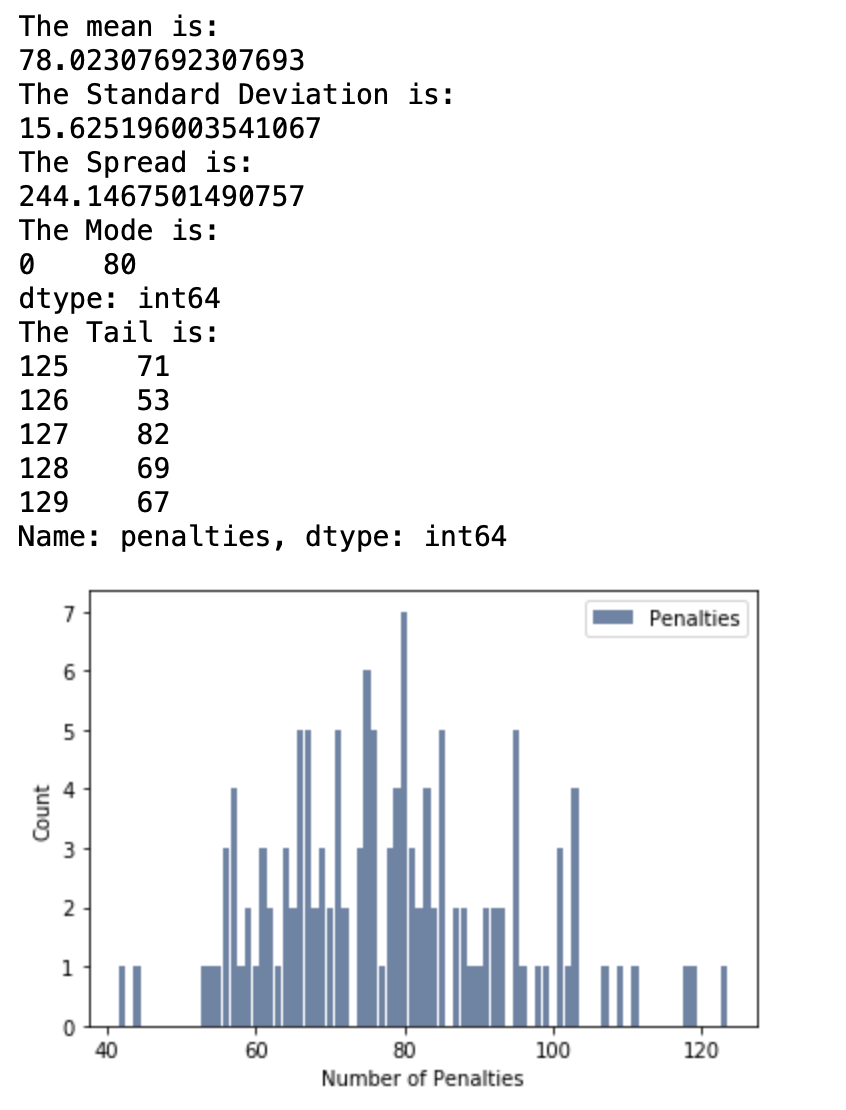 The mean is:
78.02307692307693
The Standard Deviation is:
15.625196003541067
The Spread is:
244.1467501490757
The Mode is:
0    80
dtype: int64
The Tail is:
125    71
126    53
127    82
128    69
129    67
Name: penalties, dtype: int64
Penalties
7
6
5
4
3
2
1
0
Count
40 60 80 100 120
Number of Penalties